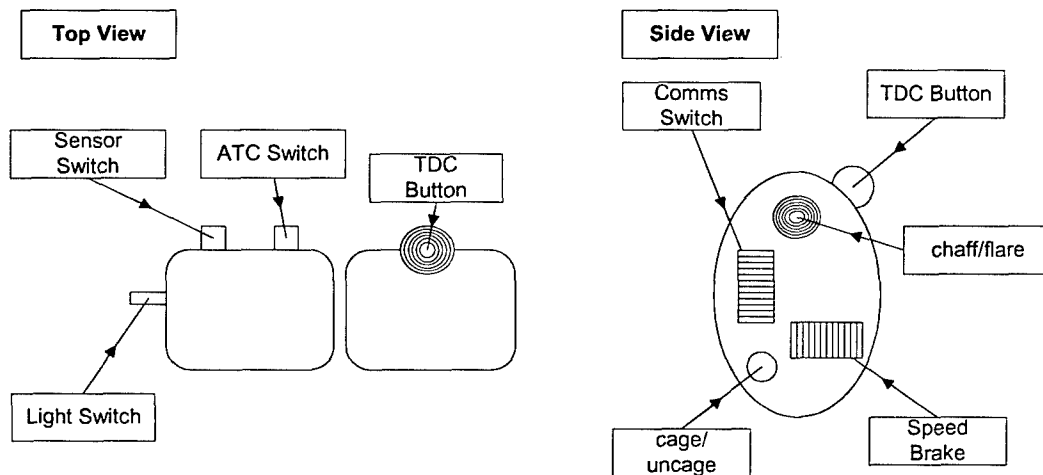 Top View
Side View
Sensor
Switch
ATC Switch
TDC
Button
Comms
Switch
TDC Button
chaff/flare
Light Switch
cage/
uncage
Speed
Brake